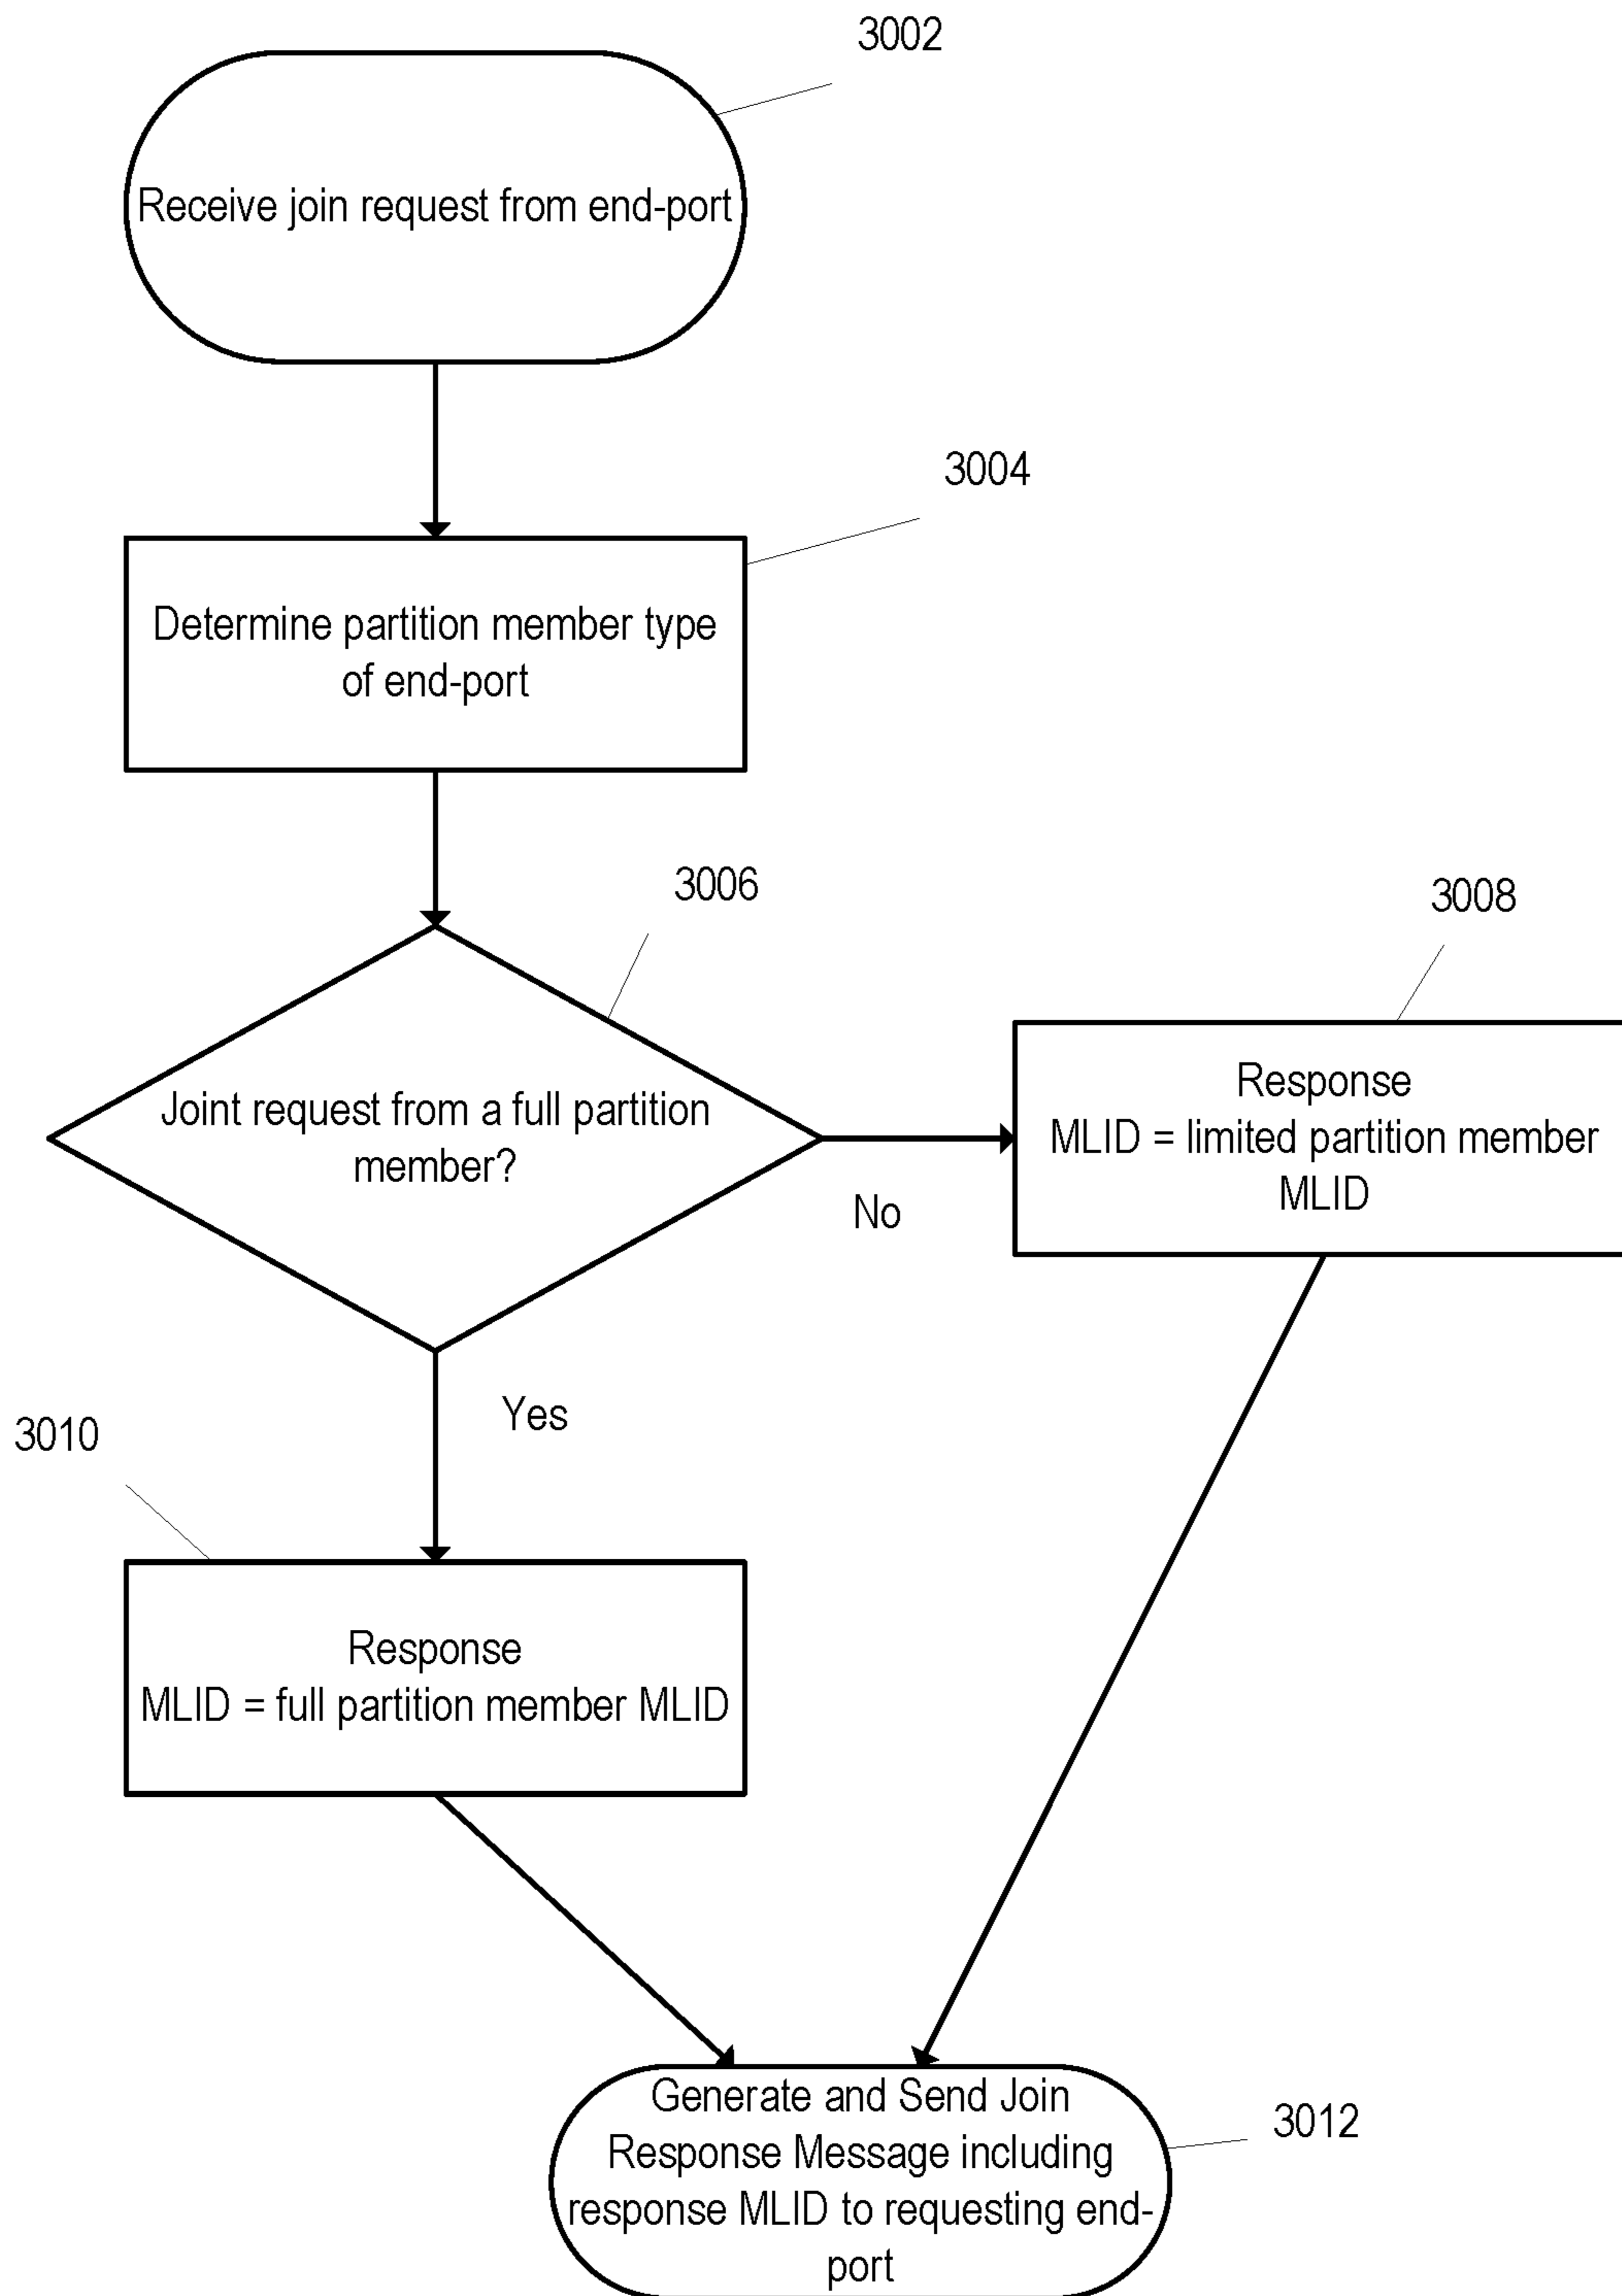 3002
Receive join request from end-port
3004
Determine partition member type
of end-port
3006
3008
Joint request from a full partition
member?
Response
MLID = limited partition member
MLID
No
Yes
3010
Response
MLID = full partition member MLID
Generate and Send Join
Response Message including
response MLID to requesting end-
port
3012